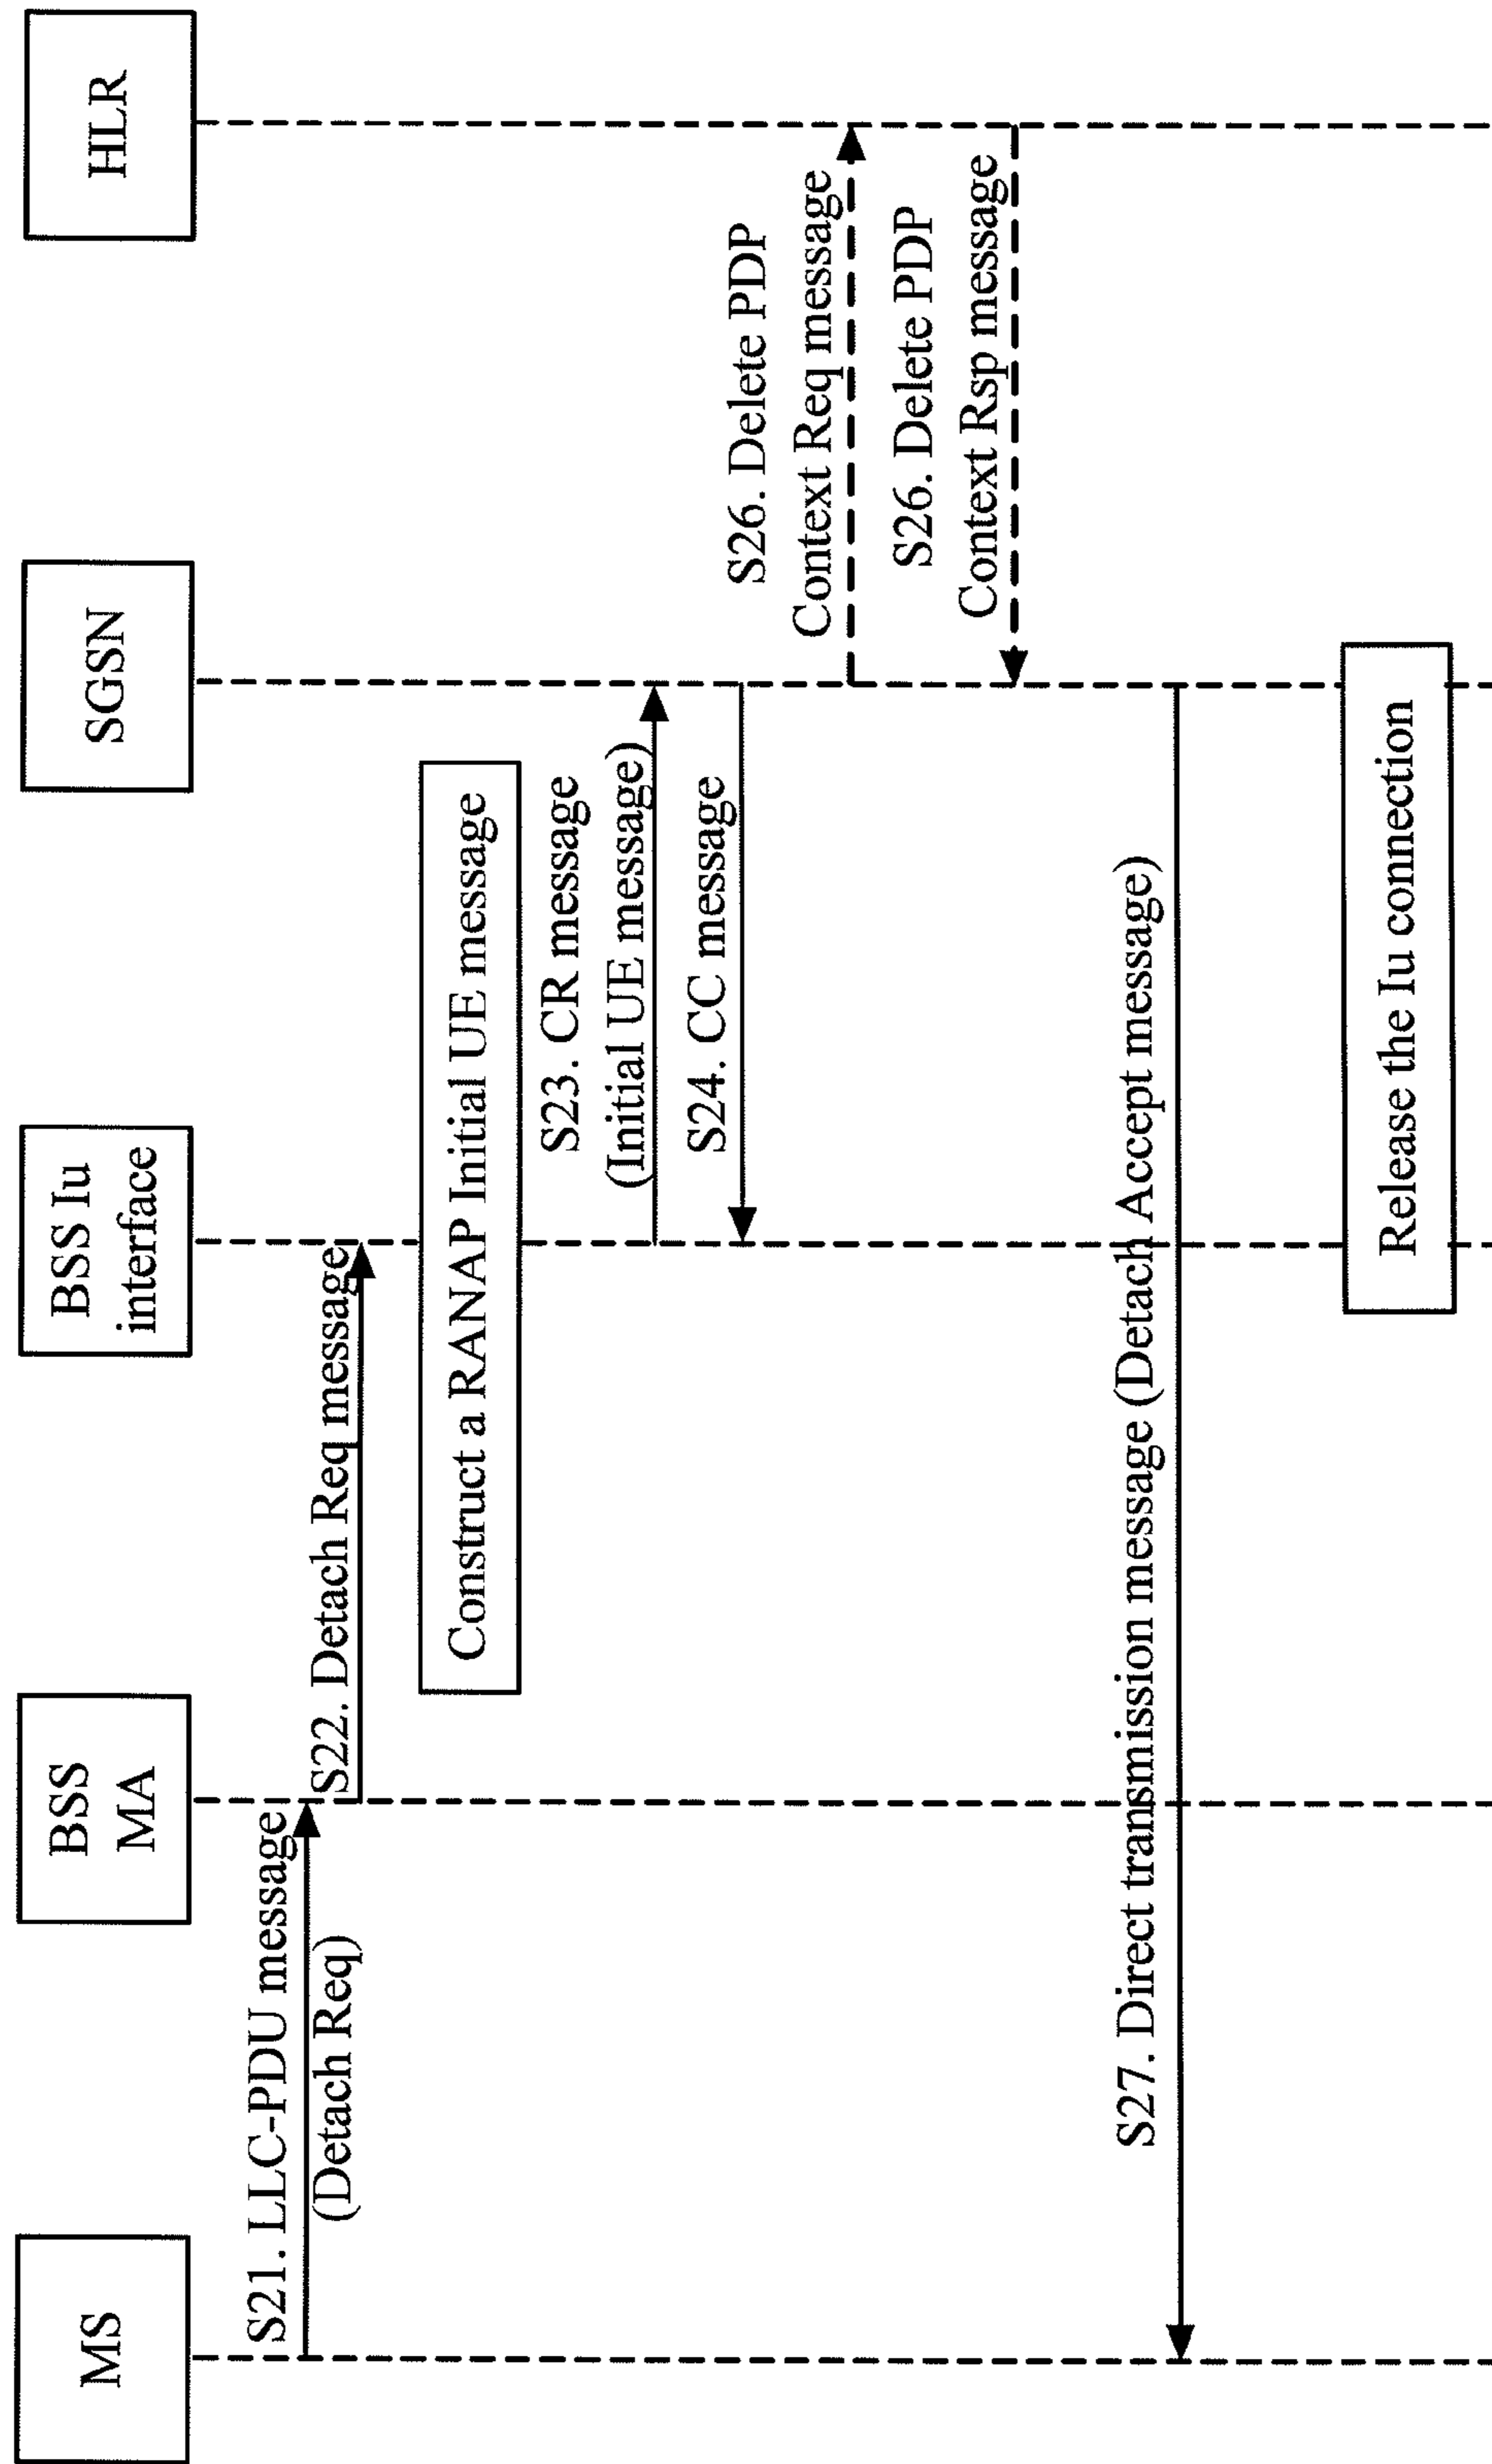 MS
BSS
MA
BSS Iu
interface
SGSN
HLR
S21. LLC-PDU message
(Detach Req)
S22. Detach Req message
Construct a RANAP Initial UE message
S23. CR message
(Initial UE message)
S24. CC message
S26. Delete PDP
Context Req message
S26. Delete PDP
Context Rsp message
S27. Direct transmission message (Detach Accept message)
Release the Iu connection